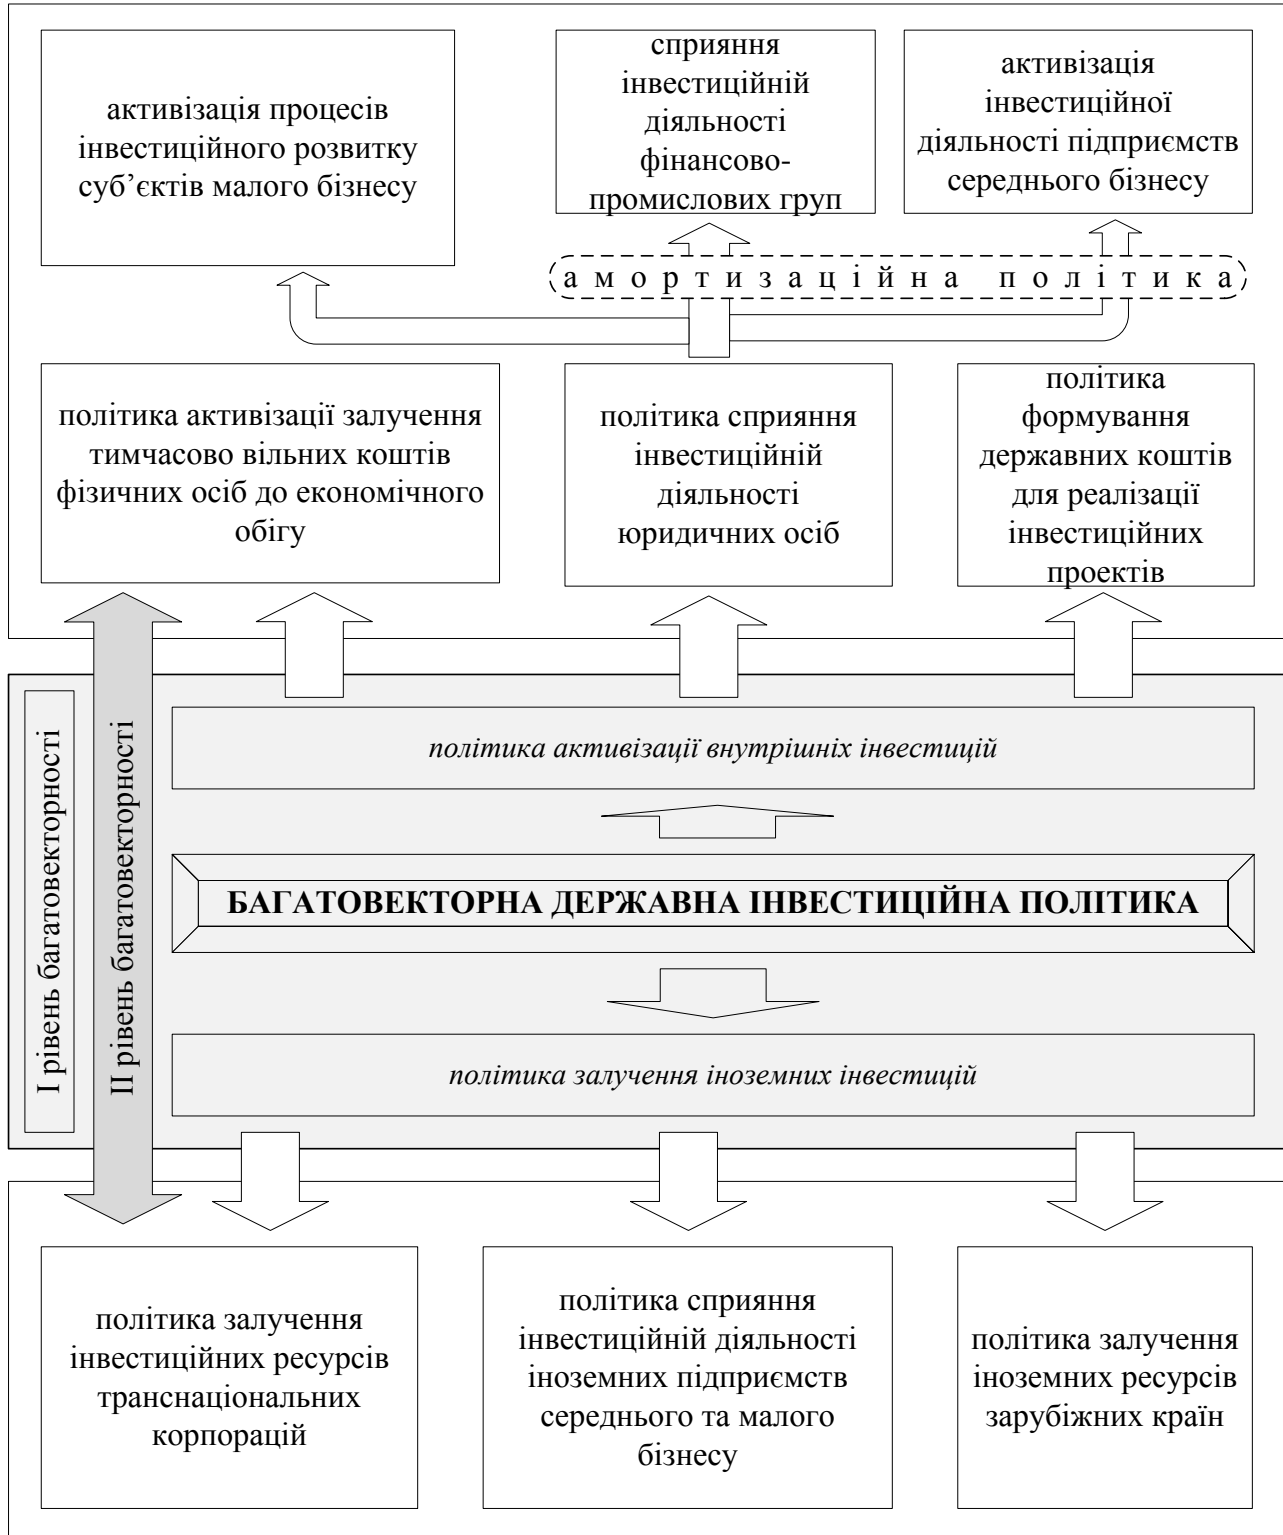 активізація процесів
інвестиційного розвитку
суб’єктів малого бізнесу
сприяння
інвестиційній
діяльності
фінансово-
промислових груп
активізація
інвестиційної
діяльності підприємств
середнього бізнесу
амортизаційна політика
політика активізації залучення
тимчасово вільних коштів
фізичних осіб до економічного
обігу
політика сприяння
інвестиційній
діяльності
юридичних осіб
політика
формування
державних коштів
для реалізації
інвестиційних
проектів
І рівень багатовекторності
ІІ рівень багатовекторності
політика активізації внутрішніх інвестицій
БАГАТОВЕКТОРНА ДЕРЖАВНА ІНВЕСТИЦІЙНА ПОЛІТИКА
політика залучення іноземних інвестицій
політика залучення
інвестиційних ресурсів
транснаціональних
корпорацій
політика сприяння
інвестиційній діяльності
іноземних підприємств
середнього та малого
бізнесу
політика залучення
іноземних ресурсів
зарубіжних країн